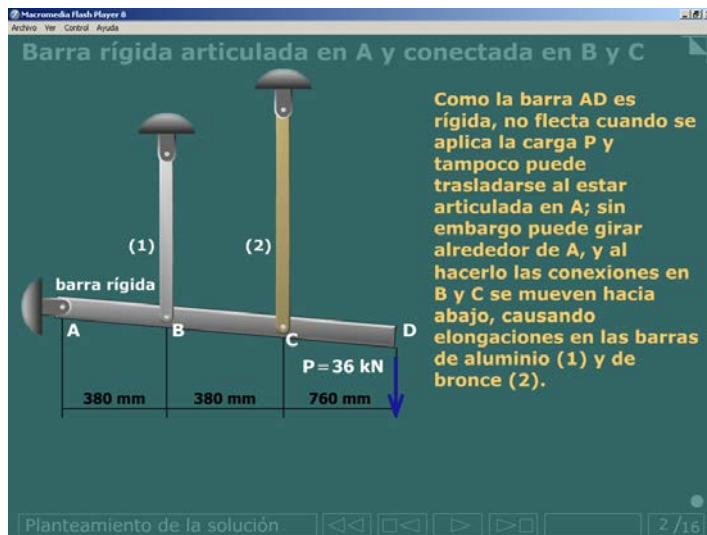 Macromedia Flash Player 8
Archivo Ver Control Ayuda
Barra rígida articulada en A y conectada en B y C
Como la barra AD es
rígida, no flecta cuando se
aplica la carga P y
tampoco puede
trasladarse al estar
articulada en A; sin
embargo puede girar
alrededor de A, y al
hacerlo las conexiones en
B y C se mueven hacia
abajo, causando
elongaciones en las barras
de aluminio (1) y de
bronce (2).
(1) (2)
barra rígida
A B C D
P = 36 kN
380 mm 380 mm 760 mm
Planteamiento de la solución 2 /16